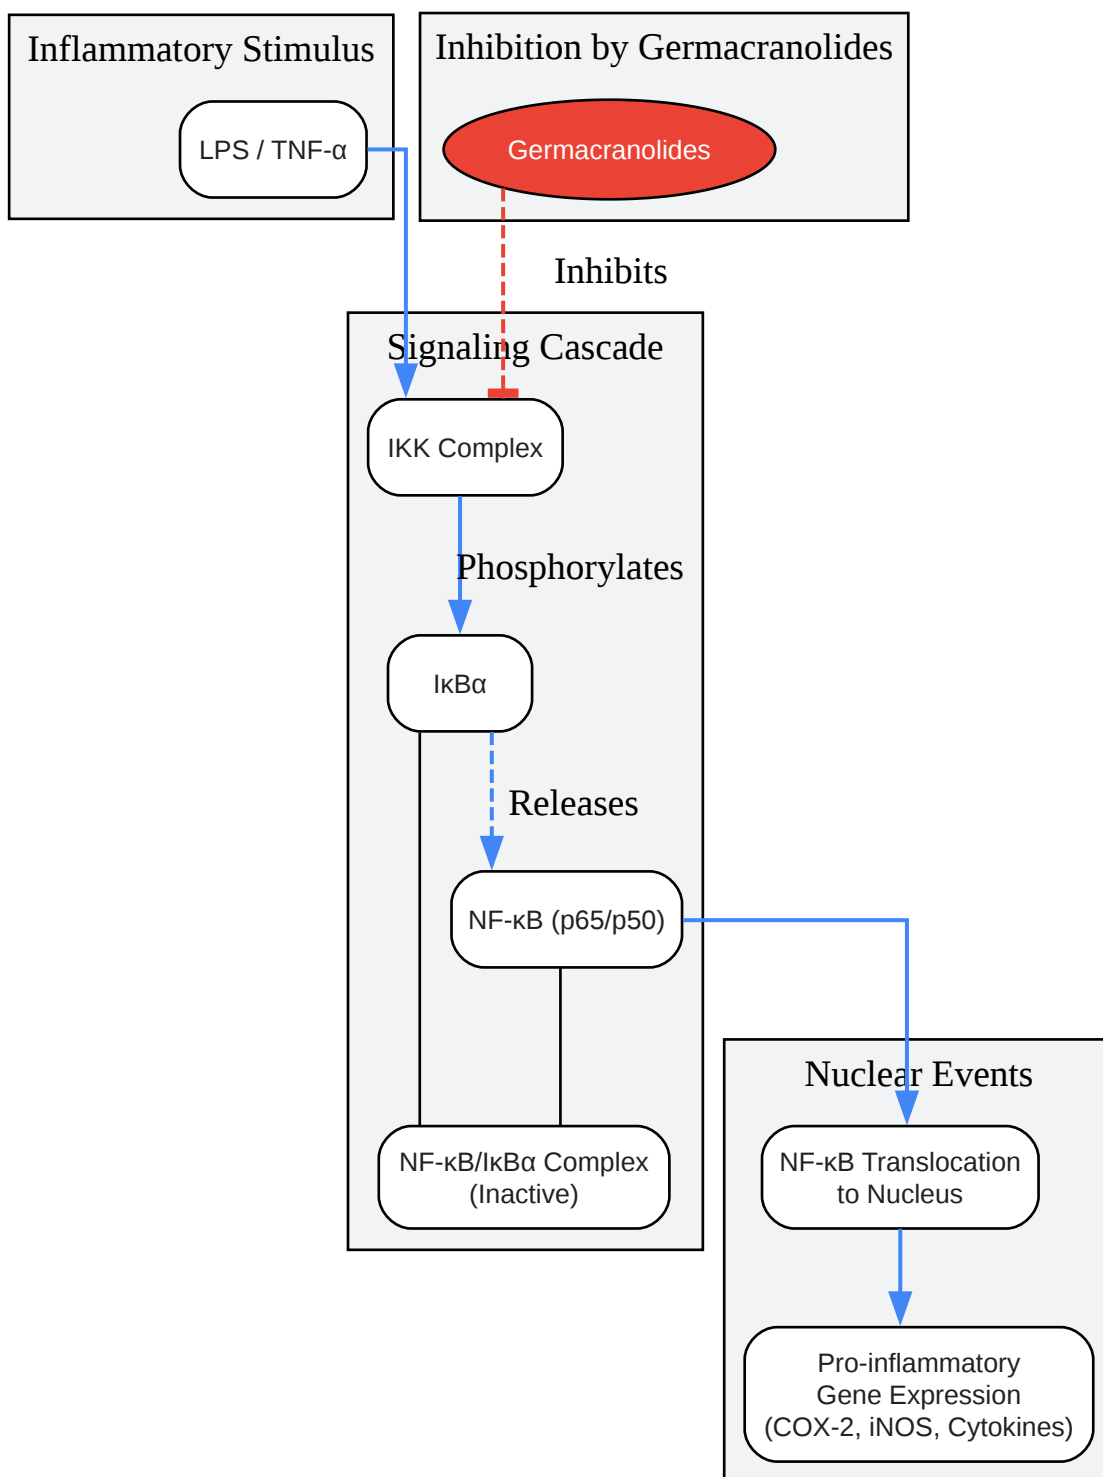 Inflammatory Stimulus
LPS / TNF-α
Inhibition by Germacranolides
Germacranolides
Inhibits
Signaling Cascade
IKK Complex
Phosphorylates
IκBα
Releases
NF-κB (p65/p50)
NF-κB/IκBα Complex
(Inactive)
Nuclear Events
NF-κB Translocation
to Nucleus
Pro-inflammatory
Gene Expression
(COX-2, iNOS, Cytokines)